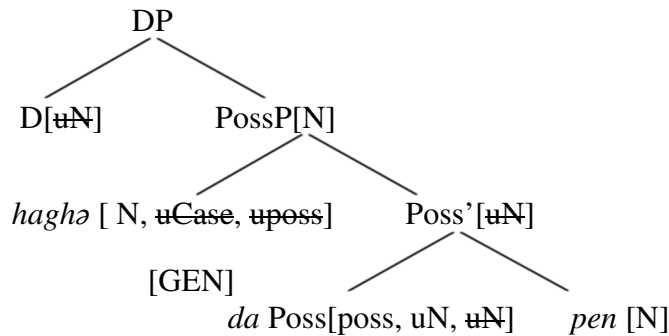 DP
D[uN] PossP[N]
haghə [ N, uCase, uposs] Poss’[uN]
[GEN]
da Poss[poss, uN, uN] pen [N]